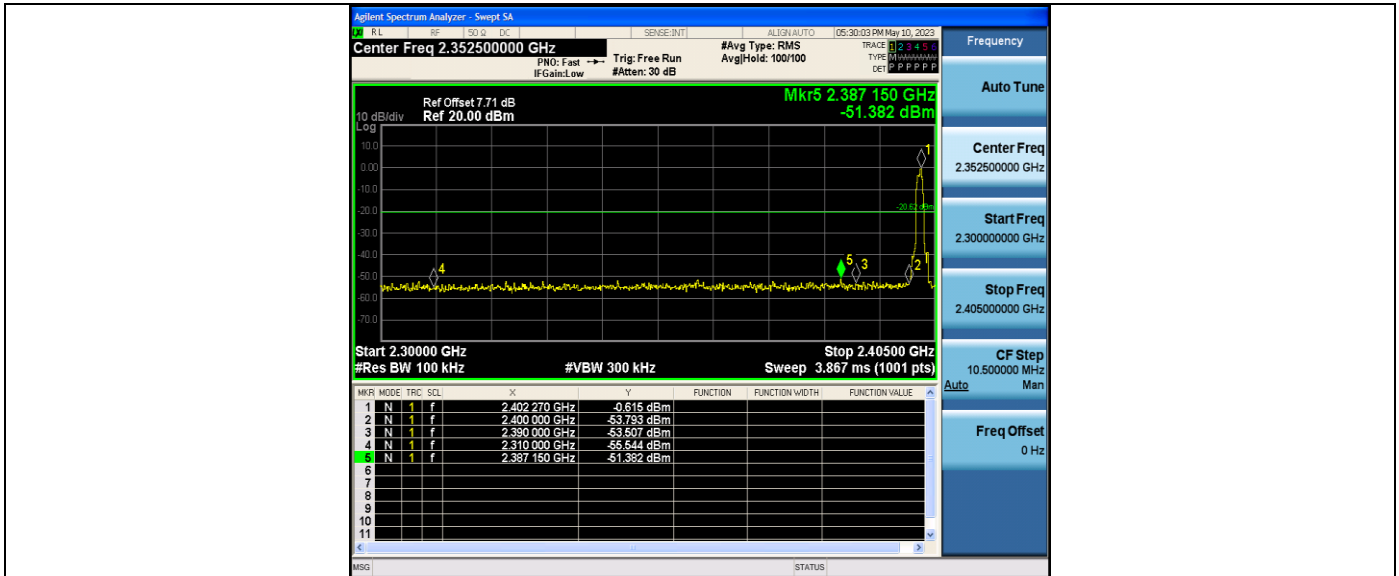 Agilent Spectrum Analyzer - Swept SA
RL RF 50 Ω DC SENSE:INT ALIGN AUTO 05:30:03 PM May 10, 2023
Center Freq 2.352500000 GHz
PNO: Fast
IFGain:Low
Trig: Free Run
#Atten: 30 dB
#Avg Type: RMS
Avg|Hold: 100/100
TRACE 1 2 3 4 5 6
TYPE M WWWWW
DET P P P P P P
Mkr5 2.387 150 GHz
-51.382 dBm
Ref Offset 7.71 dB
10 dB/div Ref 20.00 dBm
Log
10.0
0.00
-10.0
-20.0
-30.0
-40.0
-50.0
-60.0
-70.0
-20.62 dBm
1
2
3
4
5
Start 2.30000 GHz Stop 2.40500 GHz
#Res BW 100 kHz #VBW 300 kHz Sweep 3.867 ms (1001 pts)
MKR MODE TRC SCL X Y FUNCTION FUNCTION WIDTH FUNCTION VALUE
1 N 1 f 2.402 270 GHz -0.615 dBm
2 N 1 f 2.400 000 GHz -53.793 dBm
3 N 1 f 2.390 000 GHz -53.507 dBm
4 N 1 f 2.310 000 GHz -55.544 dBm
5 N 1 f 2.387 150 GHz -51.382 dBm
6
7
8
9
10
11
MSG STATUS
Frequency
Auto Tune
Center Freq
2.352500000 GHz
Start Freq
2.300000000 GHz
Stop Freq
2.405000000 GHz
CF Step
10.500000 MHz
Auto Man
Freq Offset
0 Hz